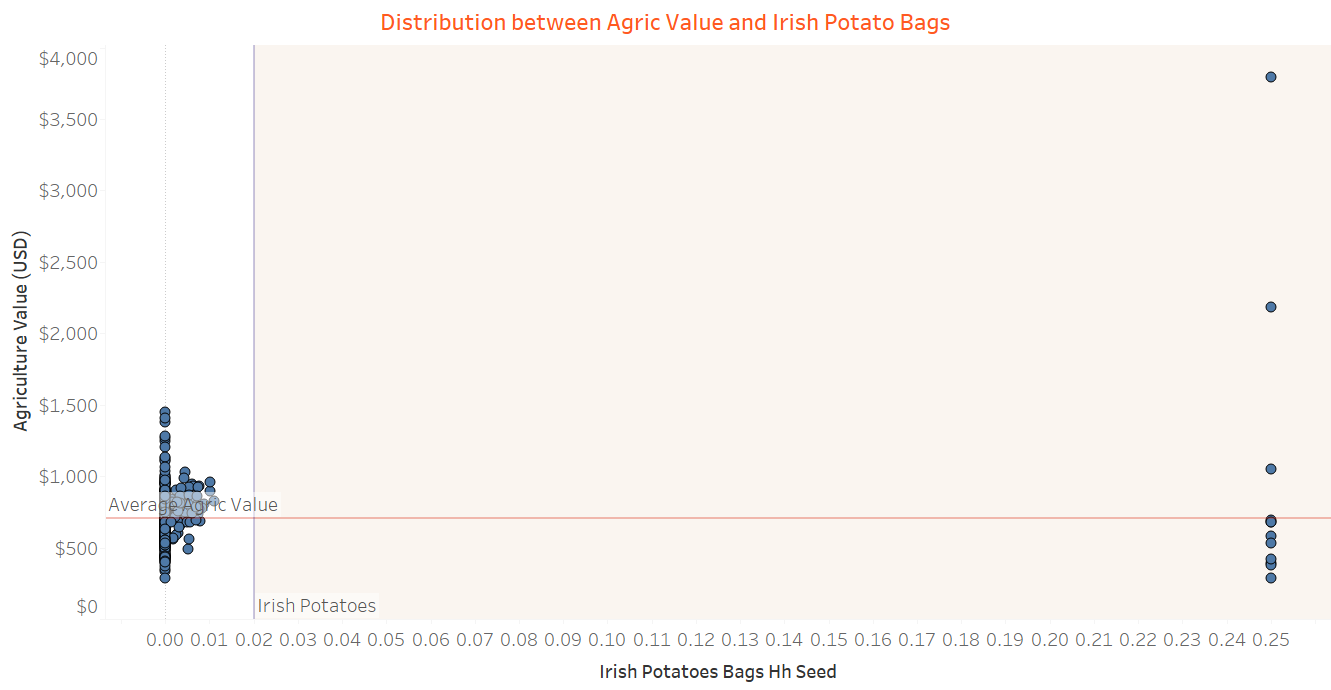 Distribution between Agric Value and Irish Potato Bags
$4,000
$3,500
$3,000
$2,500
$2,000
$1,500
$1,000
$500
$0
Agriculture Value (USD)
Average Agric Value
Irish Potatoes
0.00 0.01 0.02 0.03 0.04 0.05 0.06 0.07 0.08 0.09 0.10 0.11 0.12 0.13 0.14 0.15 0.16 0.17 0.18 0.19 0.20 0.21 0.22 0.23 0.24 0.25
Irish Potatoes Bags Hh Seed